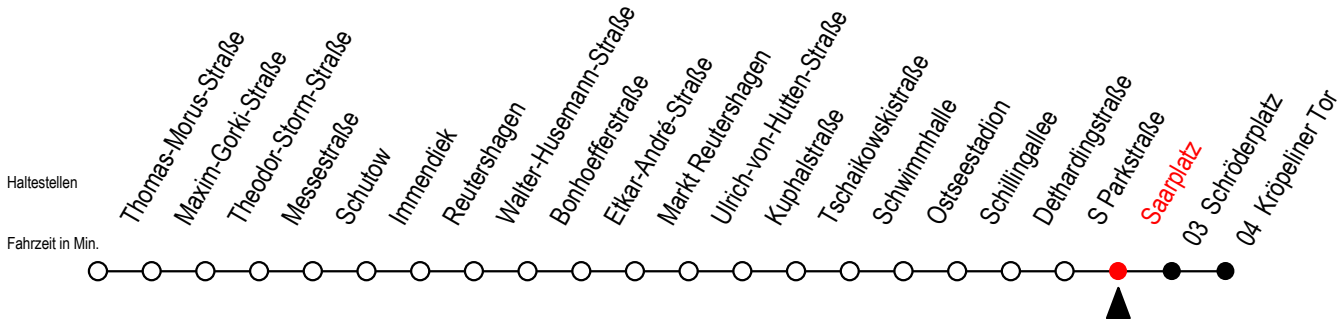 Haltestellen
Thomas-Morus-Straße
Maxim-Gorki-Straße
Theodor-Storm-Straße
Messestraße
Schutow
Immendiek
Reutershagen
Walter-Husemann-Straße
Bonhoefferstraße
Etkar-André-Straße
Markt Reutershagen
Ulrich-von-Hutten-Straße
Kuphalstraße
Tschaikowskistraße
Schwimmhalle
Ostseestadion
Schillingallee
Dethardingstraße
S Parkstraße
Saarplatz
03 Schröderplatz
04 Kröpeliner Tor
Fahrzeit in Min.